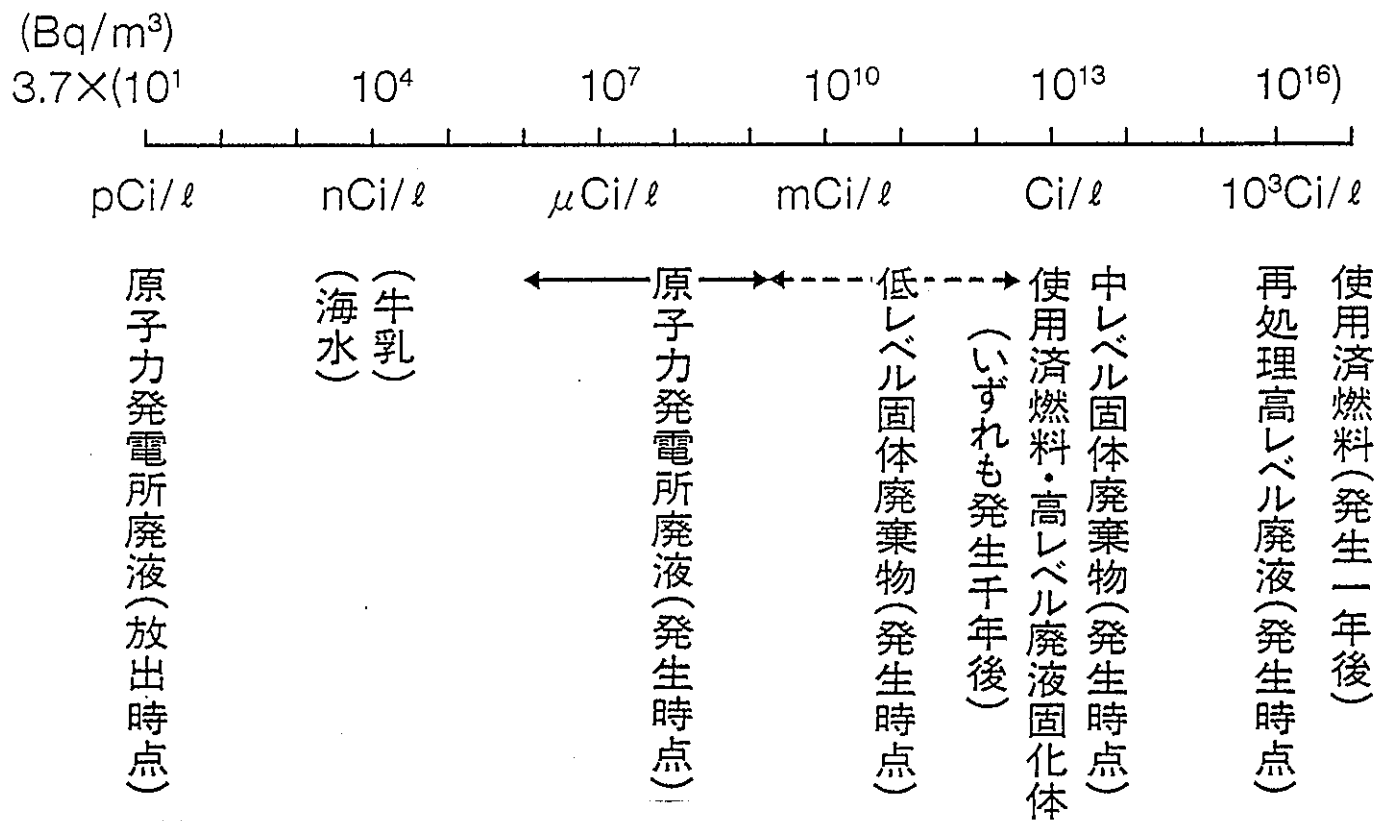 (Bq/m³)
3.7×(10¹ 10⁴ 10⁷ 10¹⁰ 10¹³ 10¹⁶)
pCi/ℓ nCi/ℓ μCi/ℓ mCi/ℓ Ci/ℓ 10³Ci/ℓ
原子力発電所廃液(放出時点)
(海水)
(牛乳)
原子力発電所廃液(発生時点)
低レベル固体廃棄物(発生時点)
使用済燃料・高レベル廃液固化体
(いずれも発生千年後)
中レベル固体廃棄物(発生時点)
再処理高レベル廃液(発生時点)
使用済燃料(発生一年後)